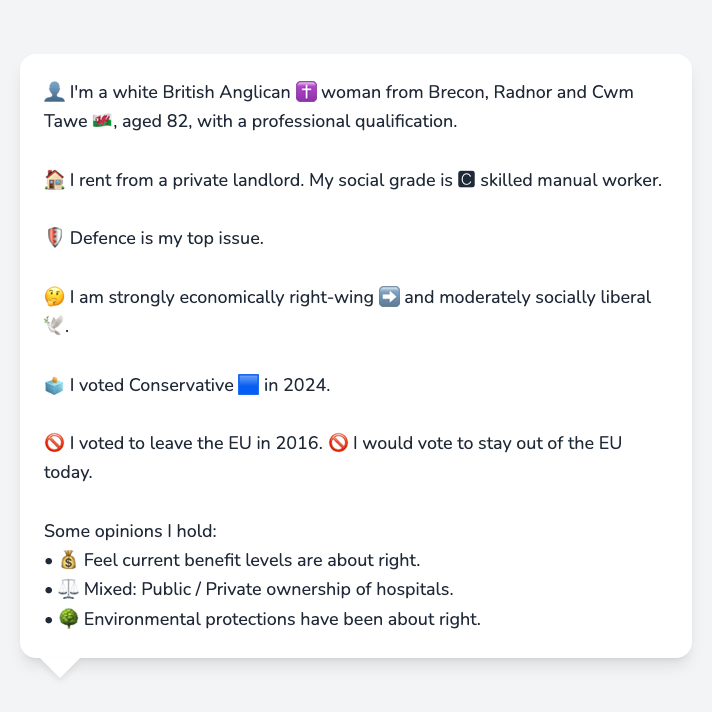 👤 I'm a white British Anglican ✝️ woman from Brecon, Radnor and Cwm
Tawe 🏴󠁧󠁢󠁷󠁬󠁳󠁿, aged 82, with a professional qualification.
🏠 I rent from a private landlord. My social grade is 🅲 skilled manual worker.
🛡️ Defence is my top issue.
🤔 I am strongly economically right-wing ➡️ and moderately socially liberal
🕊️.
🗳️ I voted Conservative 🟦 in 2024.
🚫 I voted to leave the EU in 2016. 🚫 I would vote to stay out of the EU
today.
Some opinions I hold:
• 💰 Feel current benefit levels are about right.
• ⚖️ Mixed: Public / Private ownership of hospitals.
• 🌳 Environmental protections have been about right.